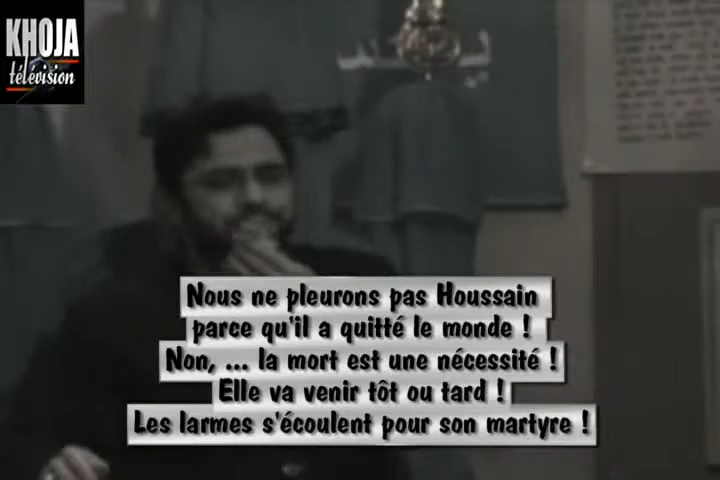 KHOJA
télévision
Nous ne pleurons pas Houssain
parce qu'il a quitté le monde !
Non, ... la mort est une nécessité !
Elle va venir tôt ou tard !
Les larmes s'écoulent pour son martyre !